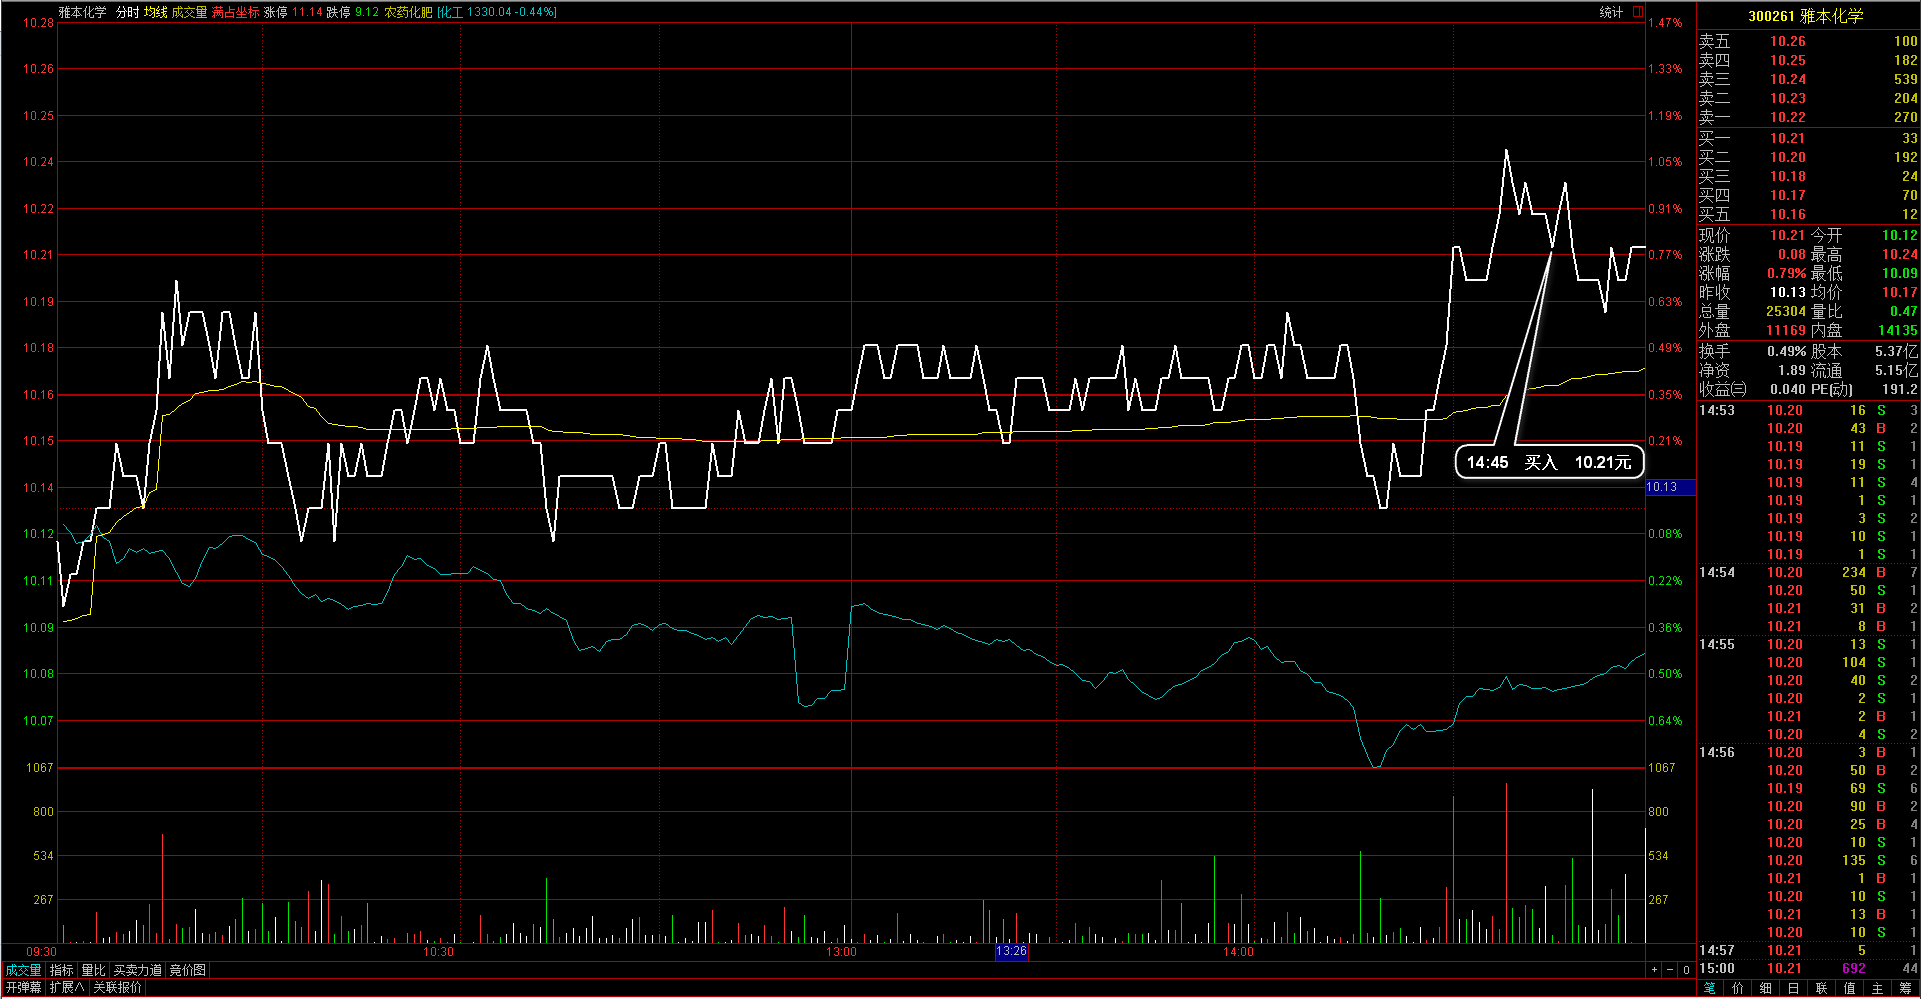 雅本化学 分时 均线 成交量 满占坐标 涨停 11.14 跌停 9.12 农药化肥 [化工 1330.04 -0.44%] 统计
10.28 1.47%
10.26 1.33%
10.25 1.19%
10.24 1.05%
10.22 0.91%
10.21 0.77%
10.19 0.63%
10.18 0.49%
10.16 0.35%
10.15 0.21%
14:45 买入 10.21元
10.14 10.13
10.12 0.08%
10.11 0.22%
10.09 0.36%
10.08 0.50%
10.07 0.64%
1067 1067
800 800
534 534
267 267
09:30 10:30 13:00 13:26 14:00
成交量 指标 量比 买卖力道 竞价图 + - 0
开弹幕 扩展∧ 关联报价
300261 雅本化学
卖五 10.26 100
卖四 10.25 182
卖三 10.24 539
卖二 10.23 204
卖一 10.22 270
买一 10.21 33
买二 10.20 192
买三 10.18 24
买四 10.17 70
买五 10.16 12
现价 10.21 今开 10.12
涨跌 0.08 最高 10.24
涨幅 0.79% 最低 10.09
昨收 10.13 均价 10.17
总量 25304 量比 0.47
外盘 11169 内盘 14135
换手 0.49% 股本 5.37亿
净资 1.89 流通 5.15亿
收益㈢ 0.040 PE(动) 191.2
14:53 10.20 16 S 3
10.20 43 B 2
10.19 11 S 1
10.19 19 S 1
10.19 11 S 4
10.19 1 S 1
10.19 3 S 2
10.19 10 S 1
10.19 1 S 1
14:54 10.20 234 B 7
10.20 50 S 1
10.21 31 B 2
10.21 8 B 1
14:55 10.20 13 S 1
10.20 104 S 1
10.20 40 S 2
10.20 2 S 1
10.21 2 B 1
10.20 4 S 2
14:56 10.20 3 B 1
10.20 50 B 2
10.19 69 S 6
10.20 90 B 2
10.20 25 B 4
10.20 10 S 1
10.20 135 S 6
10.21 1 B 1
10.20 10 S 1
10.21 13 B 1
10.20 10 S 1
14:57 10.21 5 1
15:00 10.21 692 44
笔 价 细 日 联 值 主 筹